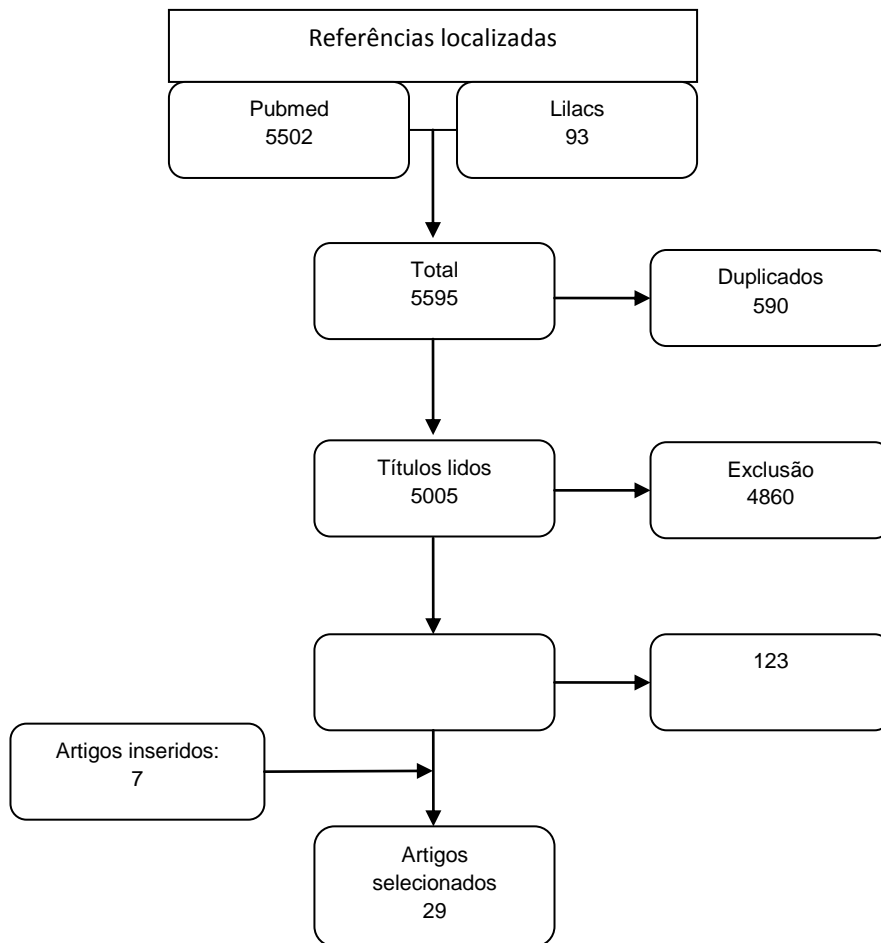 Referências localizadas
Pubmed
5502
Lilacs
93
Total
5595
Duplicados
590
Títulos lidos
5005
Exclusão
4860
123
Artigos inseridos:
7
Artigos
selecionados
29